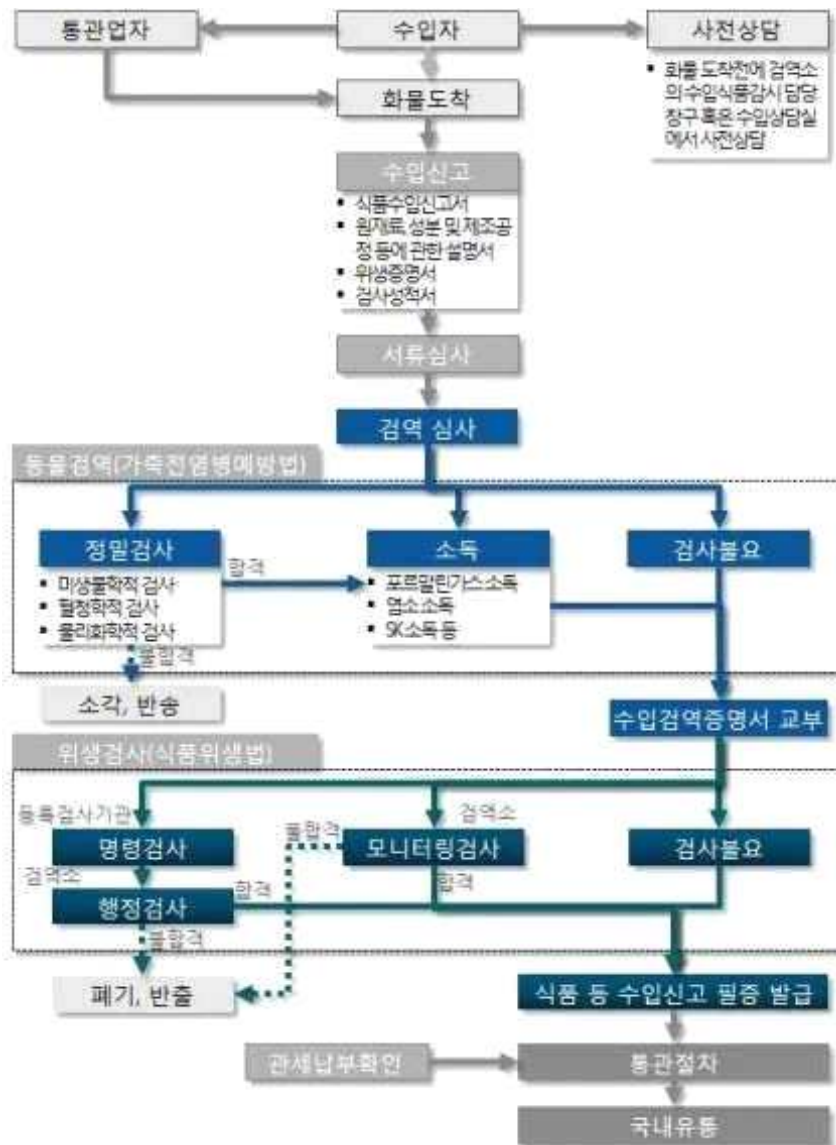 통관업자
수입자
사전상담
▪ 화물 도착전에 검역소
의 수입식품감시 담당
창구 혹은 수입상담실
에서 사전상담
화물도착
수입신고
▪ 식품수입신고서
▪ 원재료, 성분 및 제조공
정 등에 관한 설명서
▪ 위생증명서
▪ 검사성적서
서류심사
검역 심사
동물검역(가축전염병예방법)
정밀검사
▪ 미생물학적 검사
▪ 혈청학적 검사
▪ 물리화학적 검사
합격
소독
▪ 포르말린가스 소독
▪ 염소 소독
▪ SK소독 등
검사불요
불합격
소각, 반송
수입검역증명서 교부
위생검사(식품위생법)
등록검사기관
명령검사
검역소
행정검사
합격
불합격
검역소
불합격
모니터링검사
합격
검사불요
폐기, 반출
식품 등 수입신고 필증 발급
관세납부확인
통관절차
국내유통